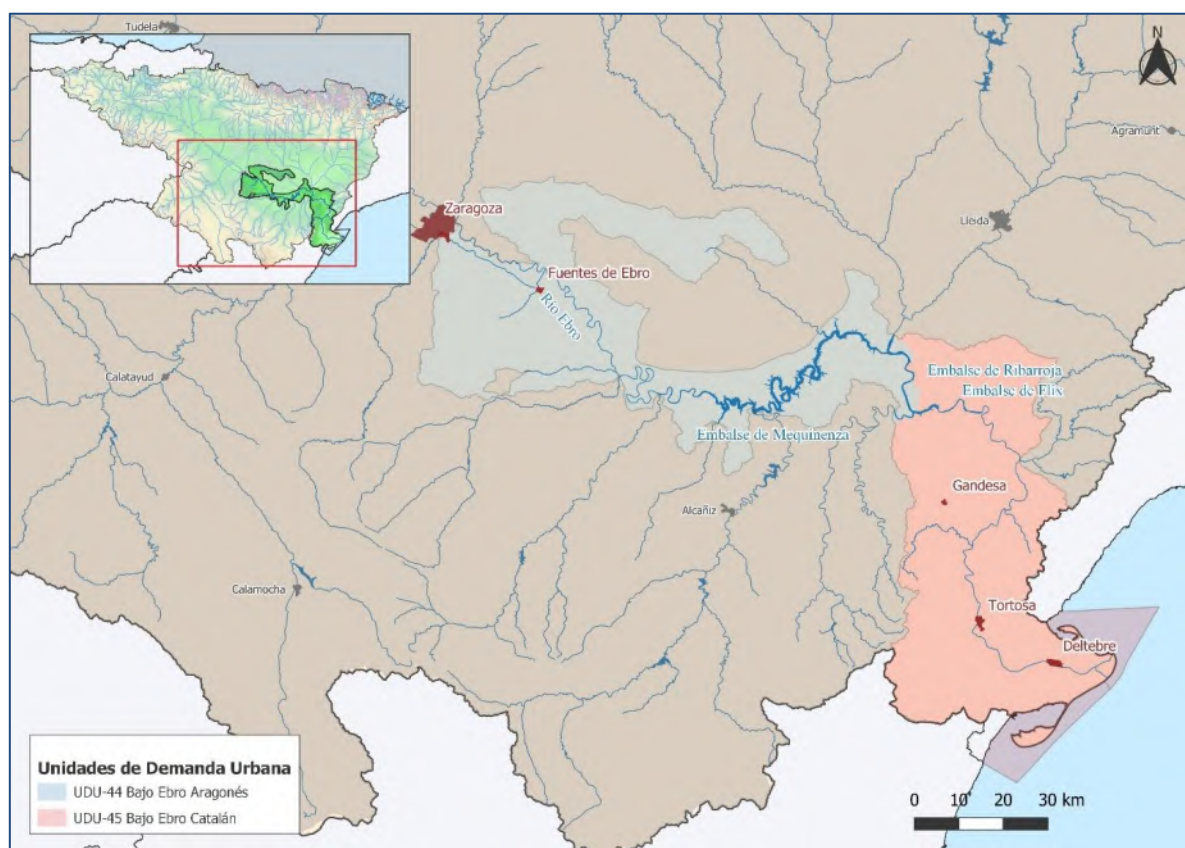 Tudela
N
Agramunt
Zaragoza
Lleida
Fuentes de Ebro
Río Ebro
Calatayud
Embalse de Ribarroja
Embalse de Flix
Embalse de Mequinenza
Gandesa
Alcañiz
Calamocha
Tortosa
Deltebre
Unidades de Demanda Urbana
UDU-44 Bajo Ebro Aragonés
UDU-45 Bajo Ebro Catalán
0 10 20 30 km